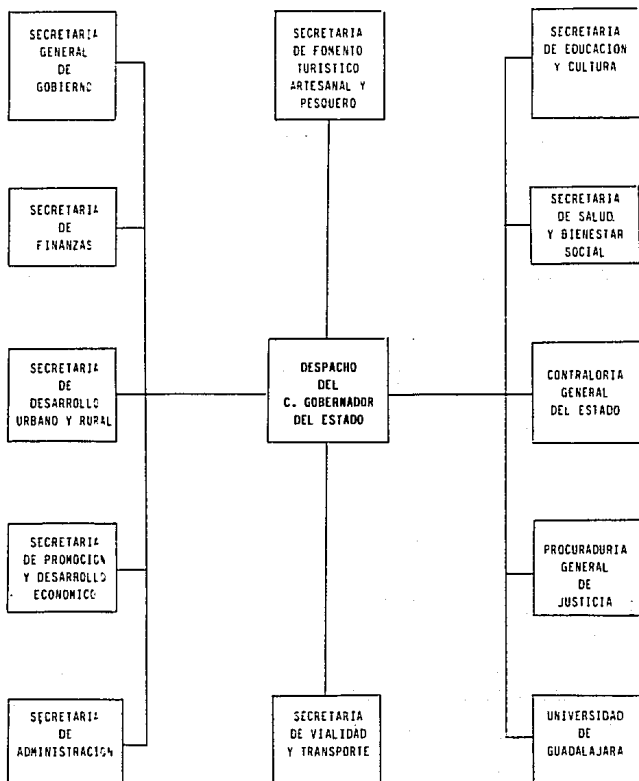 SECRETARIA
GENERAL
DE
GOBIERNO
SECRETARIA
DE FOMENTO
TURISTICO
ARTESANAL Y
PESQUERO
SECRETARIA
DE EDUCACION
Y CULTURA
SECRETARIA
DE
FINANZAS
SECRETARIA
DE SALUD
Y BIENESTAR
SOCIAL
SECRETARIA
DE
DESARROLLO
URBANO Y RURAL
DESPACHO
DEL
C. GOBERNADOR
DEL ESTADO
CONTRALORIA
GENERAL
DEL ESTADO
SECRETARIA
DE PROMOCION
Y DESARROLLO
ECONOMICO
PROCURADURIA
GENERAL
DE
JUSTICIA
SECRETARIA
DE
ADMINISTRACION
SECRETARIA
DE VIALIDAD
Y TRANSPORTE
UNIVERSIDAD
DE
GUADALAJARA